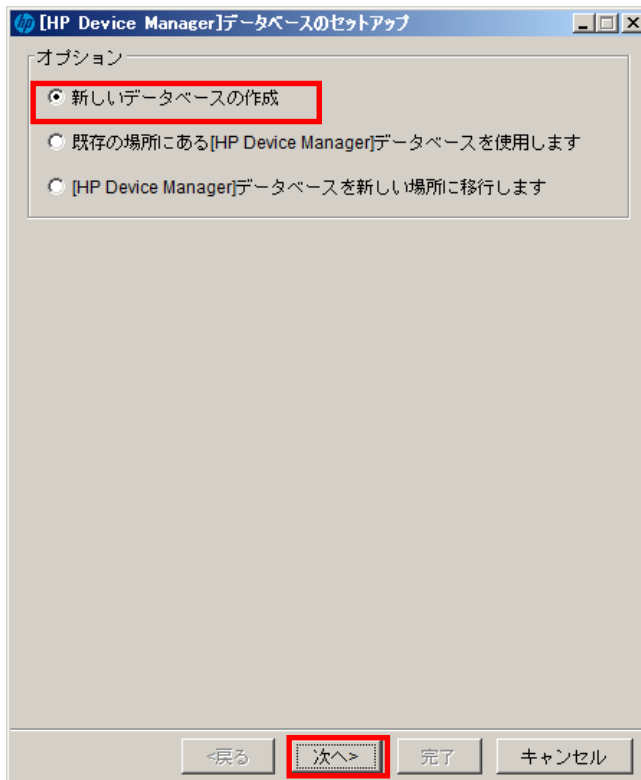 [HP Device Manager]データベースのセットアップ
オプション
新しいデータベースの作成
既存の場所にある[HP Device Manager]データベースを使用します
[HP Device Manager]データベースを新しい場所に移行します
<戻る 次へ> 完了 キャンセル